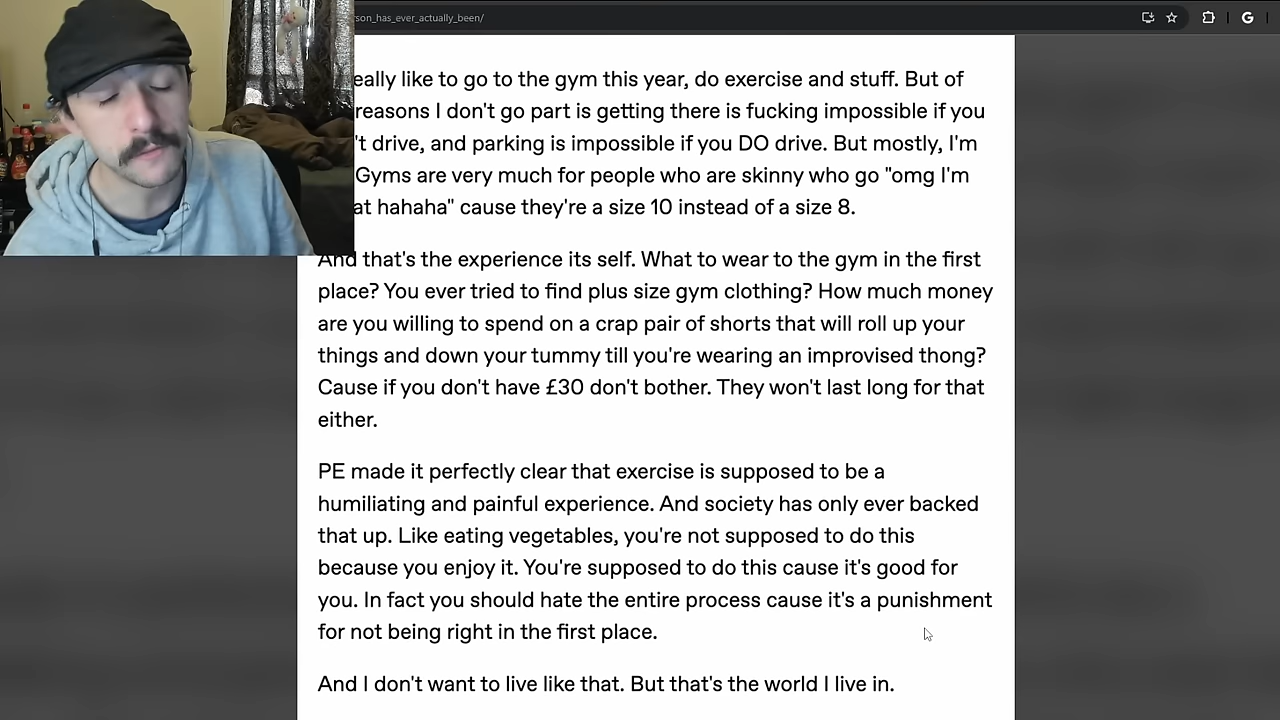 son_has_ever_actually_been/
eally like to go to the gym this year, do exercise and stuff. But of
reasons I don't go part is getting there is fucking impossible if you
't drive, and parking is impossible if you DO drive. But mostly, I'm
Gyms are very much for people who are skinny who go "omg I'm
at hahaha" cause they're a size 10 instead of a size 8.
And that's the experience its self. What to wear to the gym in the first
place? You ever tried to find plus size gym clothing? How much money
are you willing to spend on a crap pair of shorts that will roll up your
things and down your tummy till you're wearing an improvised thong?
Cause if you don't have £30 don't bother. They won't last long for that
either.
PE made it perfectly clear that exercise is supposed to be a
humiliating and painful experience. And society has only ever backed
that up. Like eating vegetables, you're not supposed to do this
because you enjoy it. You're supposed to do this cause it's good for
you. In fact you should hate the entire process cause it's a punishment
for not being right in the first place.
And I don't want to live like that. But that's the world I live in.